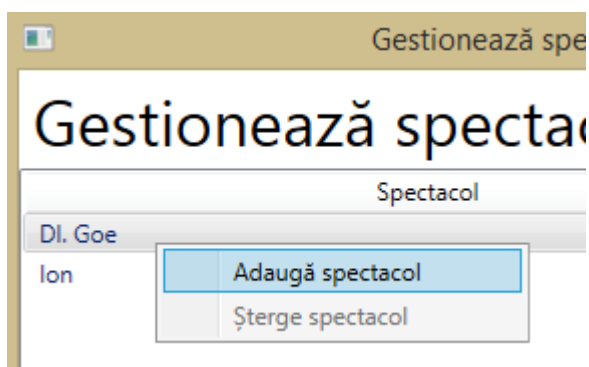 Gestionează spe
Gestionează spectac
Spectacol
Dl. Goe
Ion
Adaugă spectacol
Șterge spectacol